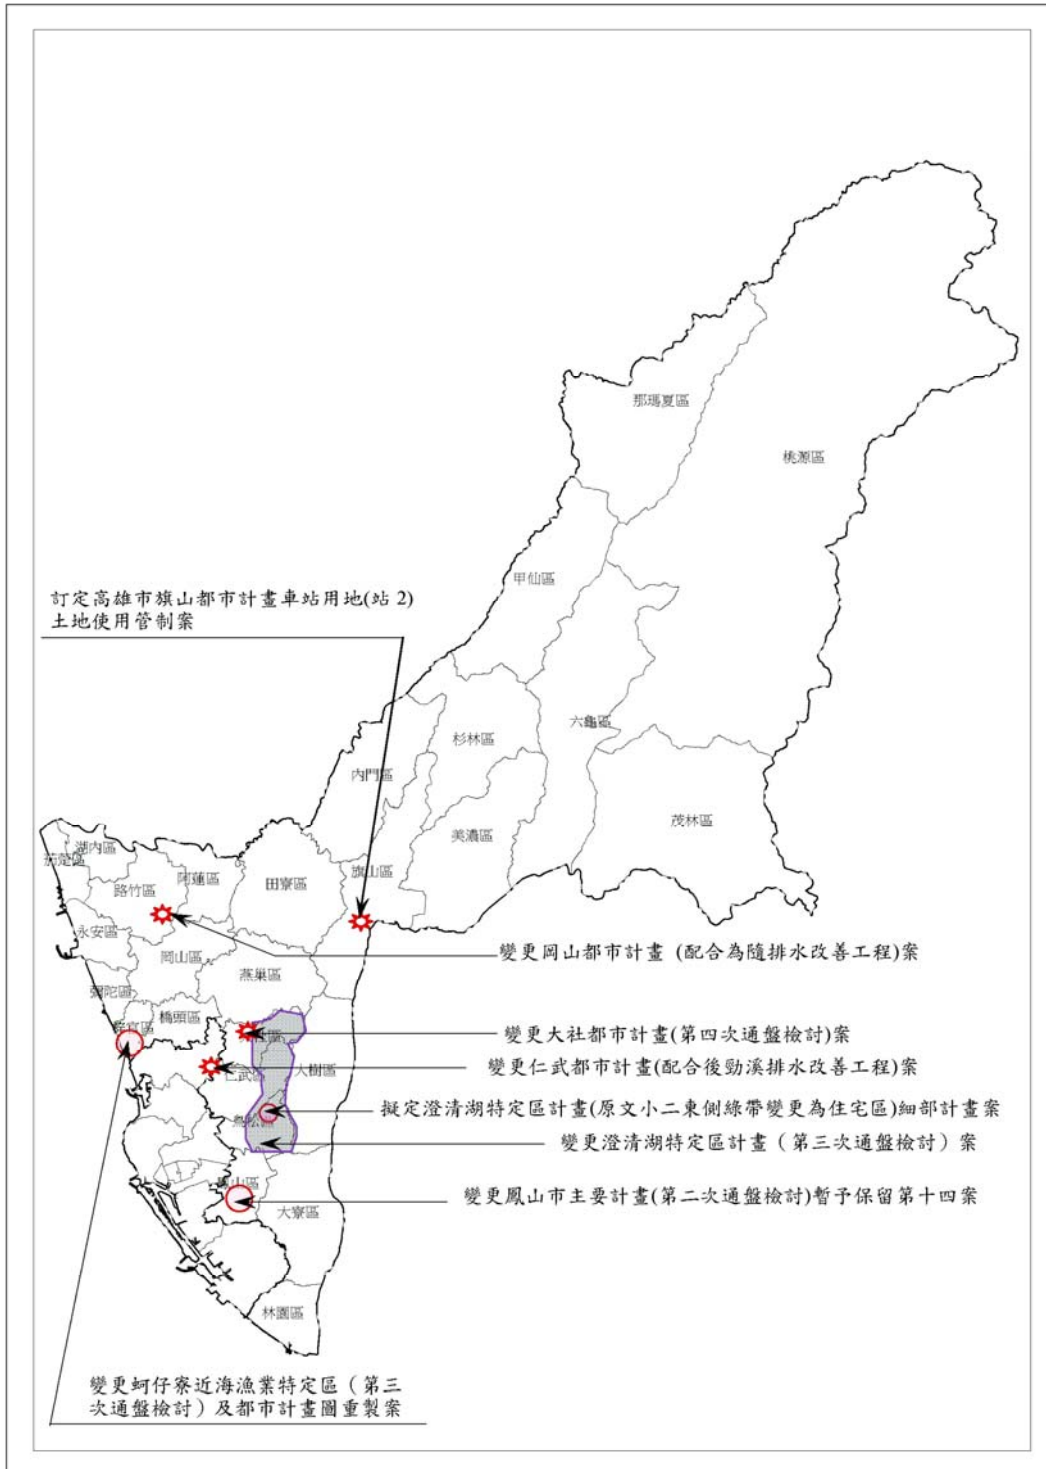 那瑪夏區
桃源區
甲仙區
訂定高雄市旗山都市計畫車站用地(站 2)
土地使用管制案
六龜區
杉林區
內門區
茂林區
美濃區
湖內區
茄萣區
阿蓮區
田寮區
旗山區
路竹區
永安區
變更岡山都市計畫 (配合為隨排水改善工程)案
岡山區
燕巢區
彌陀區
橋頭區
變更大社都市計畫(第四次通盤檢討)案
大樹區
仁武區
變更仁武都市計畫(配合後勁溪排水改善工程)案
擬定澄清湖特定區計畫(原文小二東側綠帶變更為住宅區)細部計畫案
鳥松區
變更澄清湖特定區計畫（第三次通盤檢討）案
變更鳳山市主要計畫(第二次通盤檢討)暫予保留第十四案
大寮區
林園區
變更蚵仔寮近海漁業特定區（第三
次通盤檢討）及都市計畫圖重製案